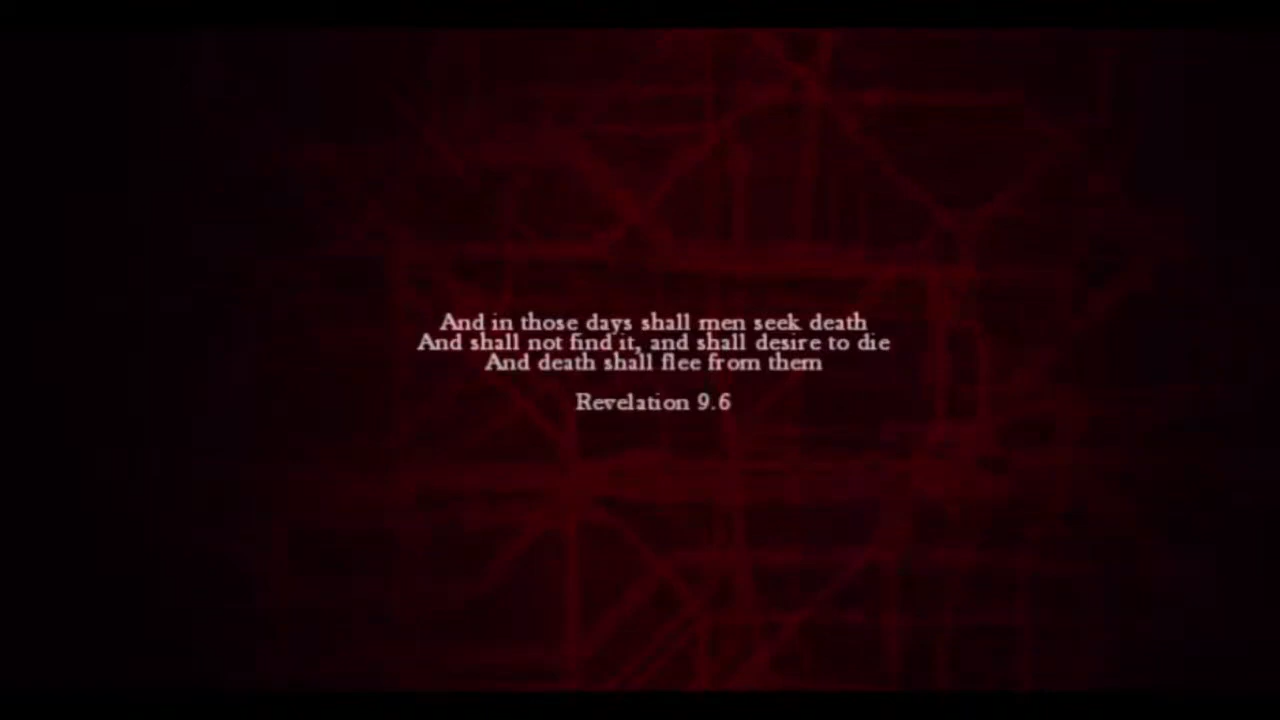 And in those days shall men seek death
And shall not find it, and shall desire to die
And death shall flee from them
Revelation 9.6